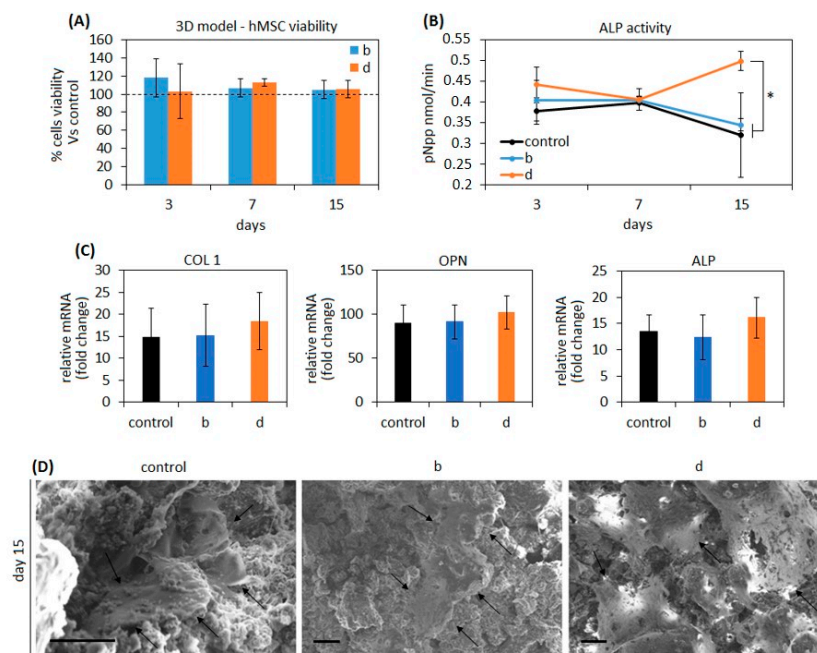 (A)
3D model - hMSC viability
b
d
160
140
120
100
80
60
40
20
0
% cells viability
Vs control
3 7 15
days
(B)
ALP activity
0.55
0.5
0.45
0.4
0.35
0.3
0.25
0.2
pNpp nmol/min
control
b
d
*
3 7 15
days
(C)
COL 1
30
25
20
15
10
5
0
relative mRNA
(fold change)
control b d
OPN
150
100
50
0
relative mRNA
(fold change)
control b d
ALP
25
20
15
10
5
0
relative mRNA
(fold change)
control b d
(D)
control b d
day 15